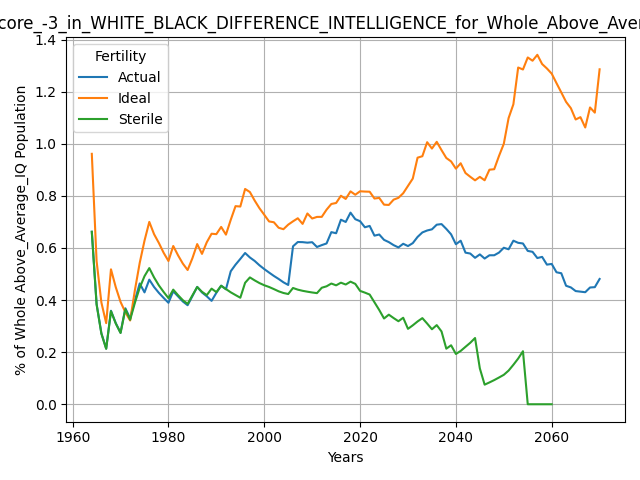 core_-3_in_WHITE_BLACK_DIFFERENCE_INTELLIGENCE_for_Whole_Above_Aver
% of Whole Above_Average_IQ Population
1.4
1.2
1.0
0.8
0.6
0.4
0.2
0.0
Fertility
Actual
Ideal
Sterile
1960
1980
2000
2020
2040
2060
Years